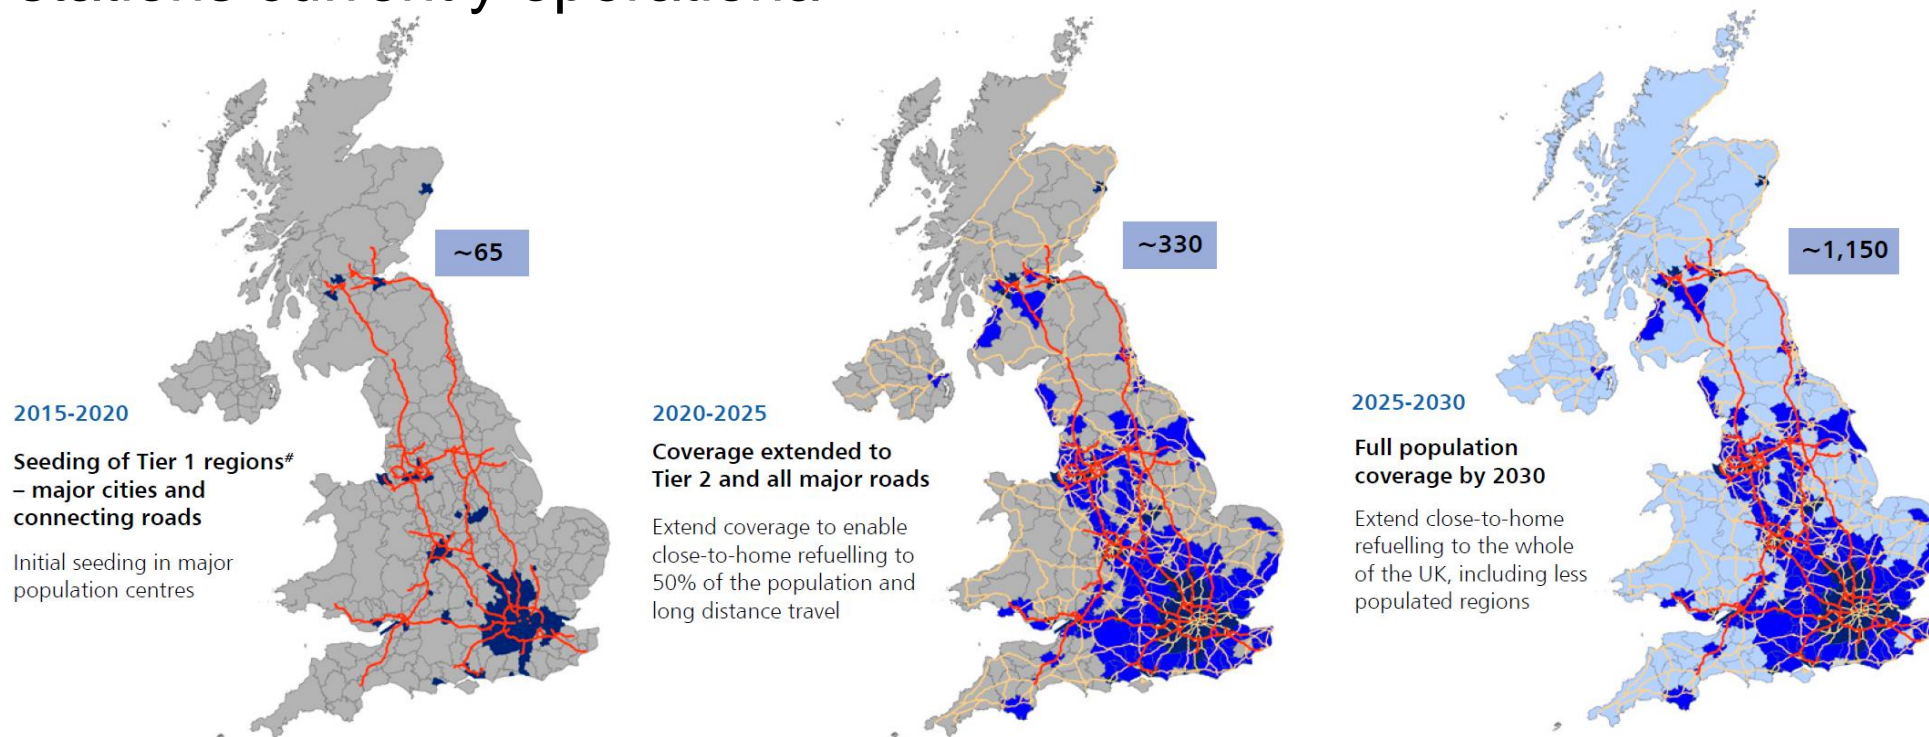 stations currently operational
~65
2015-2020
Seeding of Tier 1 regions#
– major cities and
connecting roads
Initial seeding in major
population centres
~330
2020-2025
Coverage extended to
Tier 2 and all major roads
Extend coverage to enable
close-to-home refuelling to
50% of the population and
long distance travel
~1,150
2025-2030
Full population
coverage by 2030
Extend close-to-home
refuelling to the whole
of the UK, including less
populated regions